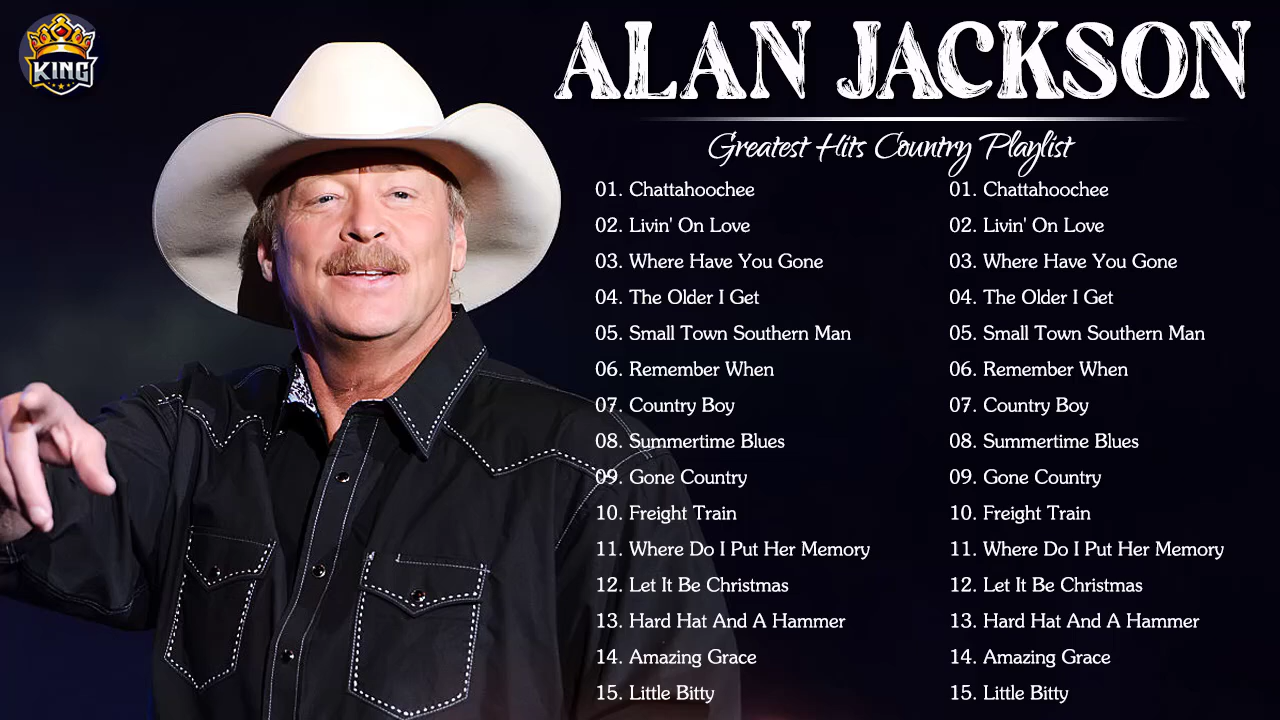 KING
ALAN JACKSON
Greatest Hits Country Playlist
01. Chattahoochee
02. Livin' On Love
03. Where Have You Gone
04. The Older I Get
05. Small Town Southern Man
06. Remember When
07. Country Boy
08. Summertime Blues
09. Gone Country
10. Freight Train
11. Where Do I Put Her Memory
12. Let It Be Christmas
13. Hard Hat And A Hammer
14. Amazing Grace
15. Little Bitty
01. Chattahoochee
02. Livin' On Love
03. Where Have You Gone
04. The Older I Get
05. Small Town Southern Man
06. Remember When
07. Country Boy
08. Summertime Blues
09. Gone Country
10. Freight Train
11. Where Do I Put Her Memory
12. Let It Be Christmas
13. Hard Hat And A Hammer
14. Amazing Grace
15. Little Bitty